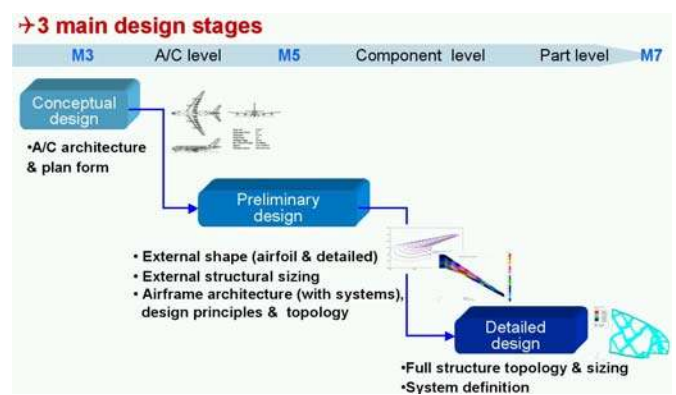 ✈3 main design stages
M3 A/C level M5 Component level Part level M7
Conceptual
design
•A/C architecture
& plan form
Preliminary
design
• External shape (airfoil & detailed)
• External structural sizing
• Airframe architecture (with systems),
design principles & topology
Detailed
design
•Full structure topology & sizing
•System definition